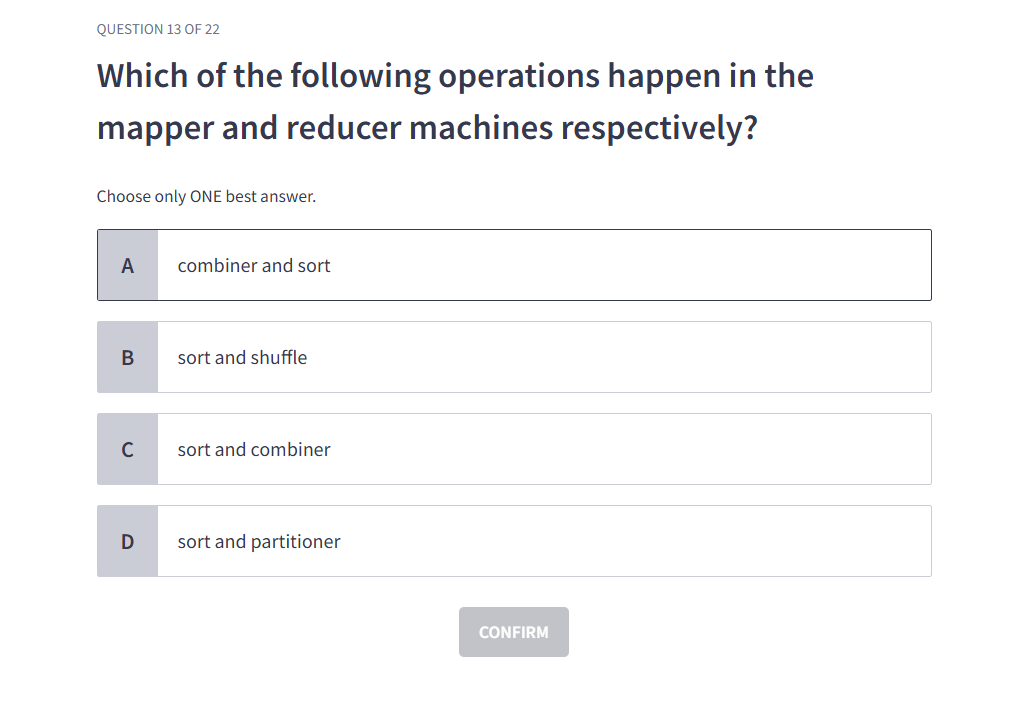 QUESTION 13 OF 22
Which of the following operations happen in the
mapper and reducer machines respectively?
Choose only ONE best answer.
A combiner and sort
B sort and shuffle
C sort and combiner
D sort and partitioner
CONFIRM